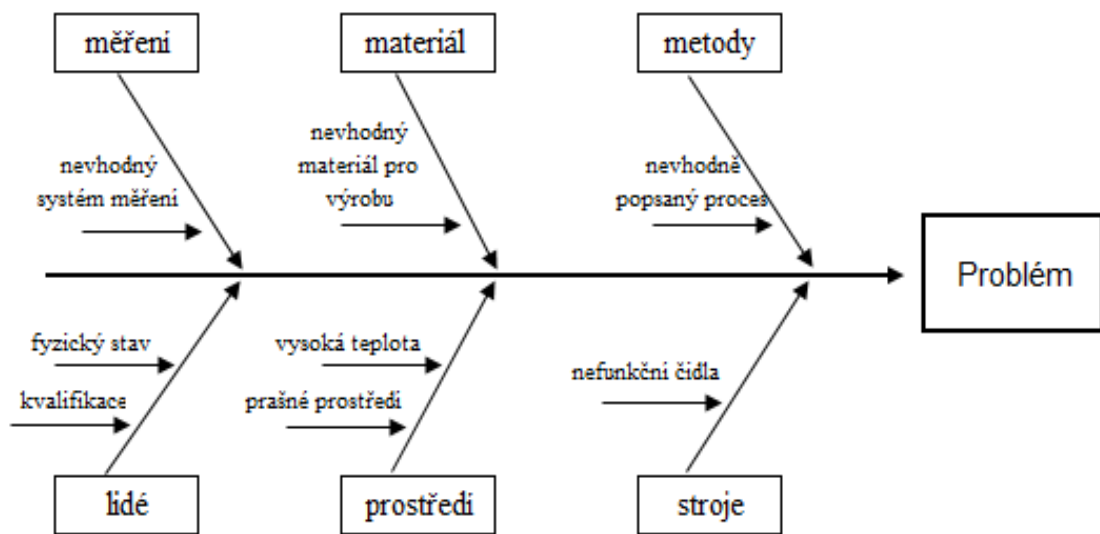 měření
materiál
metody
nevhodný
systém měření
nevhodný
materiál pro
výrobu
nevhodně
popsaný proces
Problém
fyzický stav
kvalifikace
vysoká teplota
prašné prostředí
nefunkční čidla
lidé
prostředí
stroje